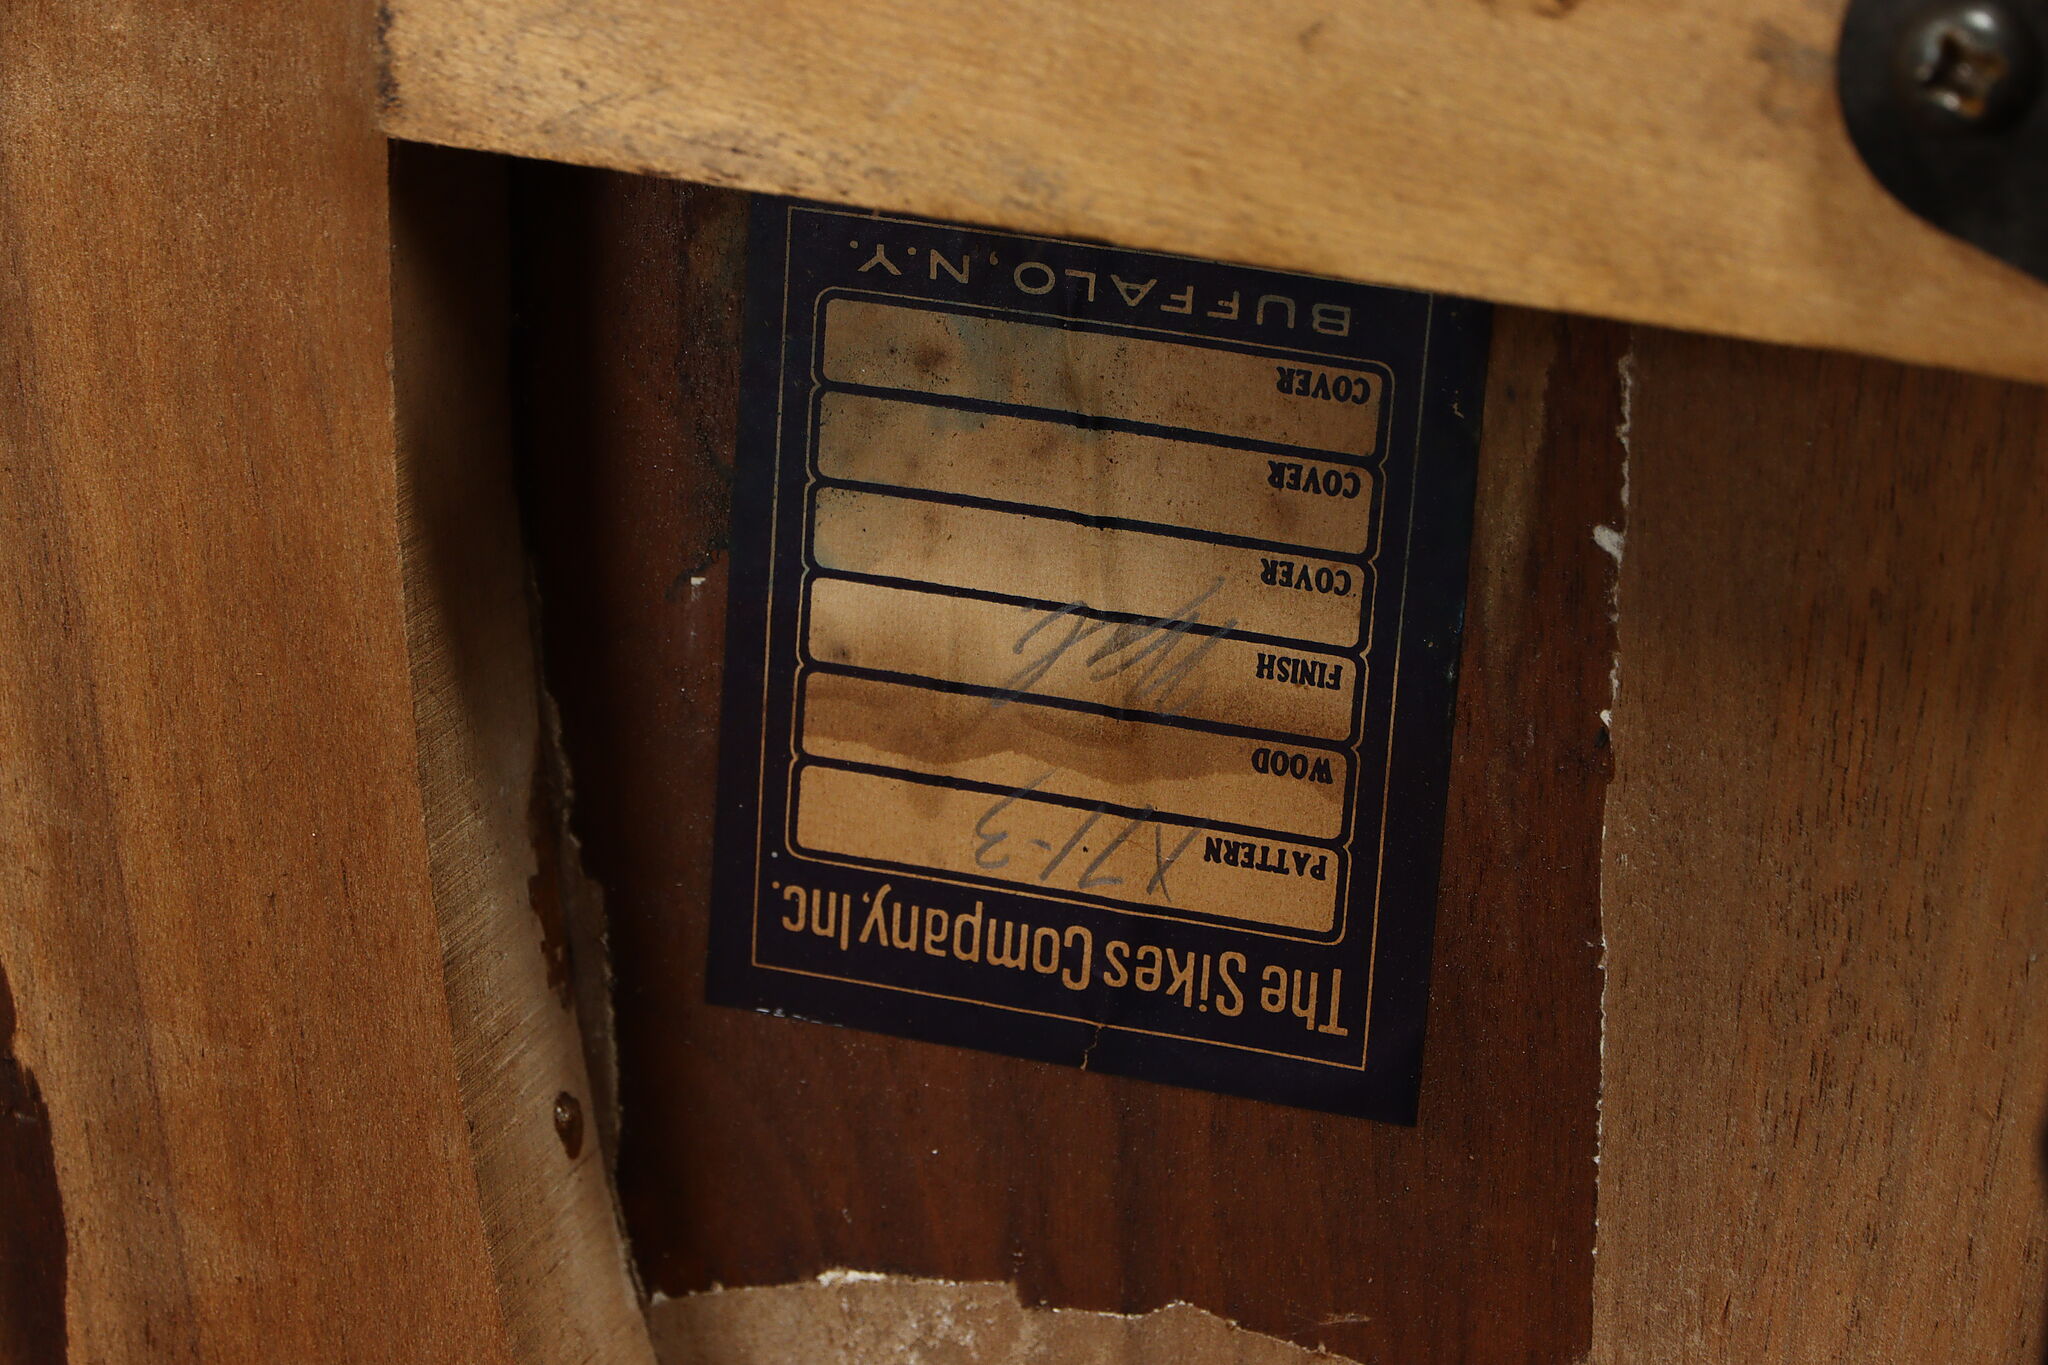 The Sikes Company, Inc.
PATTERN X71-3
WOOD
FINISH
COVER
COVER
COVER
BUFFALO, N.Y.